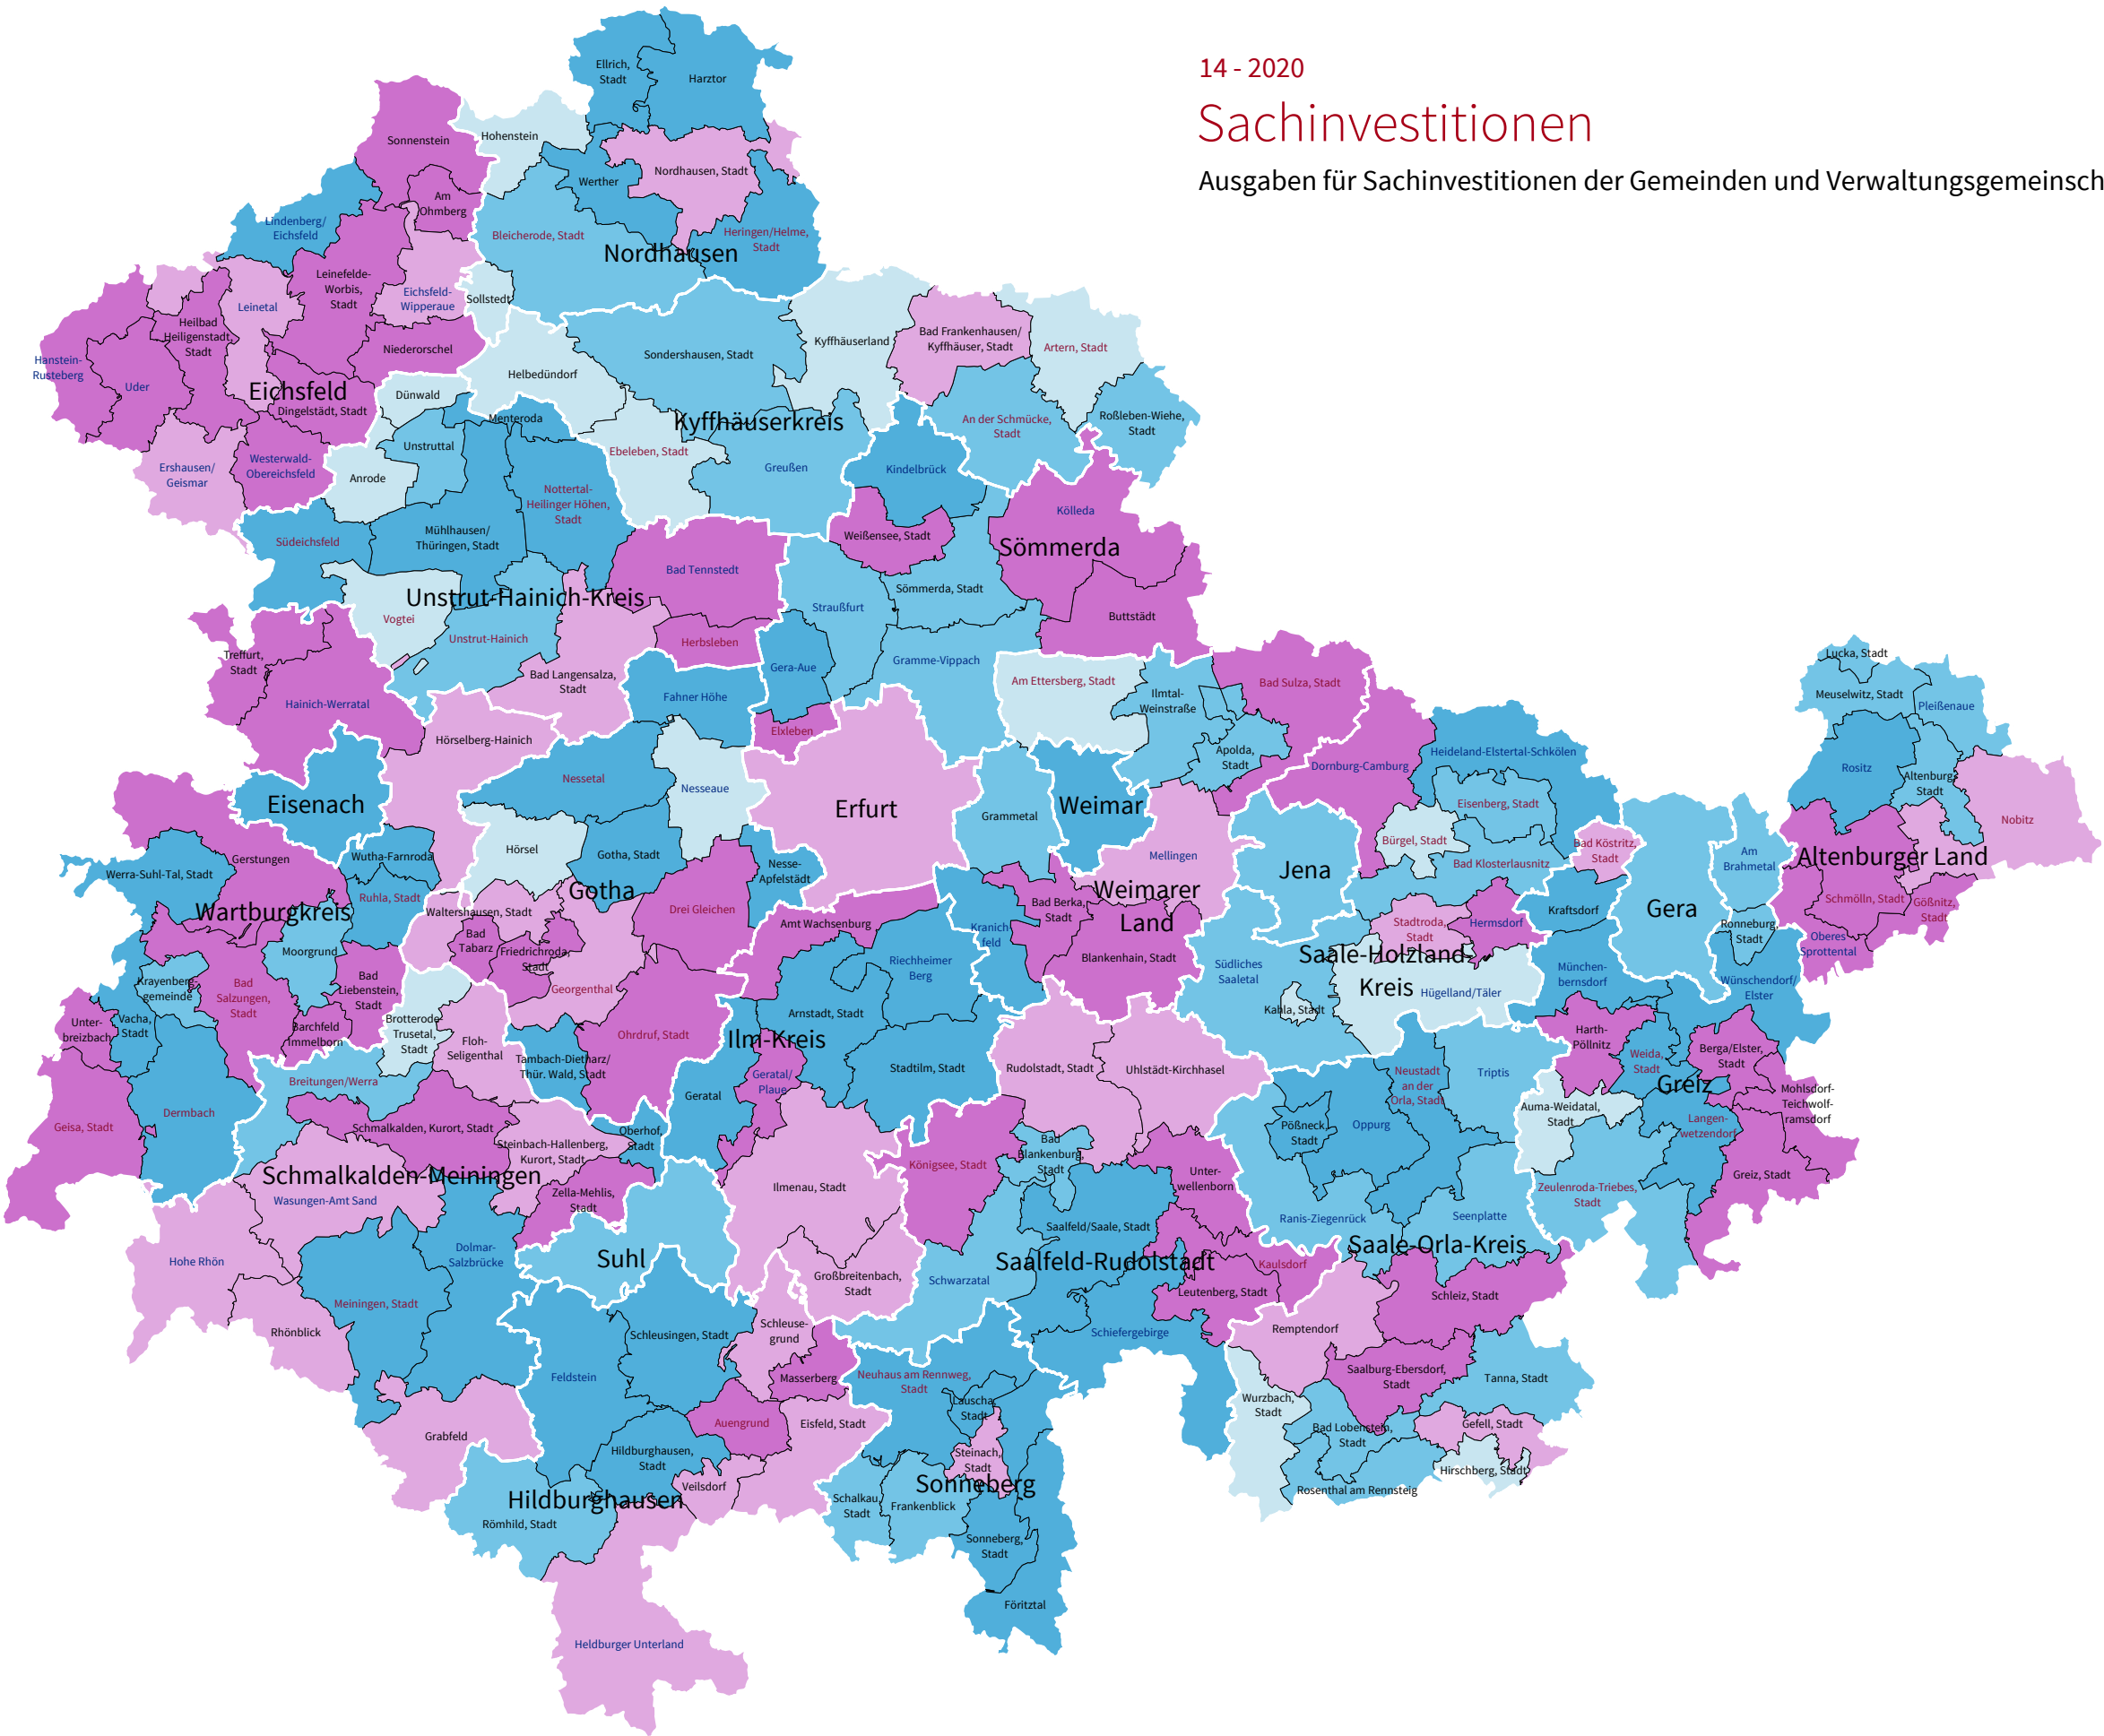 14 - 2020
Sachinvestitionen
Ausgaben für Sachinvestitionen der Gemeinden und Verwaltungsgemeinsch
Ellrich,
Stadt
Harztor
Sonnenstein
Hohenstein
Nordhausen, Stadt
Werther
Am
Ohmberg
Lindenberg/
Eichsfeld
Bleicherode, Stadt
Heringen/Helme,
Stadt
Nordhausen
Leinefelde-
Worbis,
Stadt
Eichsfeld-
Wipperaue
Sollstedt
Leinetal
Heilbad
Heiligenstadt,
Stadt
Niederorschel
Hanstein-
Rusteberg
Uder
Eichsfeld
Dingelstädt, Stadt
Sondershausen, Stadt
Kyffhäuserland
Bad Frankenhausen/
Kyffhäuser, Stadt
Artern, Stadt
Helbedündorf
Dünwald
Menteroda
Kyffhäuserkreis
An der Schmücke,
Stadt
Roßleben-Wiehe,
Stadt
Unstruttal
Ebeleben, Stadt
Greußen
Kindelbrück
Ershausen/
Geismar
Westerwald-
Obereichsfeld
Anrode
Nottertal-
Heilinger Höhen,
Stadt
Kölleda
Südeichsfeld
Mühlhausen/
Thüringen, Stadt
Weißensee, Stadt
Sömmerda
Bad Tennstedt
Sömmerda, Stadt
Unstrut-Hainich-Kreis
Straußfurt
Buttstädt
Vogtei
Unstrut-Hainich
Herbsleben
Treffurt,
Stadt
Gera-Aue
Gramme-Vippach
Bad Langensalza,
Stadt
Am Ettersberg, Stadt
Ilmtal-
Weinstraße
Bad Sulza, Stadt
Lucka, Stadt
Meuselwitz, Stadt
Pleißenaue
Hainich-Werratal
Fahner Höhe
Elxleben
Hörselberg-Hainich
Apolda,
Stadt
Heideland-Elstertal-Schkölen
Dornburg-Camburg
Rositz
Altenburg,
Stadt
Nessetal
Nesseaue
Eisenach
Erfurt
Grammetal
Weimar
Eisenberg, Stadt
Nobitz
Hörsel
Gotha, Stadt
Bürgel, Stadt
Bad Köstritz,
Stadt
Mellingen
Bad Klosterlausnitz
Am
Brahmetal
Altenburger Land
Gerstungen
Wutha-Farnroda
Nesse-
Apfelstädt
Werra-Suhl-Tal, Stadt
Jena
Gotha
Weimarer
Land
Ruhla, Stadt
Wartburgkreis
Waltershausen, Stadt
Drei Gleichen
Bad Berka,
Stadt
Schmölln, Stadt
Gößnitz,
Stadt
Kraftsdorf
Gera
Amt Wachsenburg
Kranich
feld
Stadtroda,
Stadt
Hermsdorf
Ronneburg,
Stadt
Bad
Tabarz
Friedrichroda,
Stadt
Moorgrund
Oberes
Sprottental
Blankenhain, Stadt
Saale-Holzland-
Kreis
Riechheimer
Berg
Südliches
Saaletal
München-
bernsdorf
Wünschendorf/
Elster
Krayenberg-
gemeinde
Bad
Salzungen,
Stadt
Bad
Liebenstein,
Stadt
Georgenthal
Hügelland/Täler
Kahla, Stadt
Arnstadt, Stadt
Unter-
breizbach
Vacha,
Stadt
Barchfeld
Immelborn
Brotterode-
Trusetal,
Stadt
Floh-
Seligenthal
Ohrdruf, Stadt
Ilm-Kreis
Harth-
Pöllnitz
Weida,
Stadt
Berga/Elster,
Stadt
Tambach-Dietharz/
Thür. Wald, Stadt
Geratal/
Plaue
Stadtilm, Stadt
Rudolstadt, Stadt
Uhlstädt-Kirchhasel
Neustadt
an der
Orla, Stadt
Triptis
Greiz
Breitungen/Werra
Geratal
Mohlsdorf-
Teichwolf-
ramsdorf
Auma-Weidatal,
Stadt
Langen-
wetzendorf
Dermbach
Geisa, Stadt
Schmalkalden, Kurort, Stadt
Oberhof,
Stadt
Pößneck,
Stadt
Oppurg
Steinbach-Hallenberg,
Kurort, Stadt
Bad
Blankenburg,
Stadt
Königsee, Stadt
Schmalkalden-Meiningen
Unter-
wellenborn
Greiz, Stadt
Wasungen-Amt Sand
Zella-Mehlis,
Stadt
Ilmenau, Stadt
Zeulenroda-Triebes,
Stadt
Ranis-Ziegenrück
Seenplatte
Saalfeld/Saale, Stadt
Saale-Orla-Kreis
Hohe Rhön
Dolmar-
Salzbrücke
Suhl
Saalfeld-Rudolstadt
Kaulsdorf
Großbreitenbach,
Stadt
Schwarzatal
Leutenberg, Stadt
Schleiz, Stadt
Meiningen, Stadt
Rhönblick
Schleusingen, Stadt
Schleuse-
grund
Schiefergebirge
Remptendorf
Feldstein
Masserberg
Neuhaus am Rennweg,
Stadt
Saalburg-Ebersdorf,
Stadt
Tanna, Stadt
Lauscha,
Stadt
Wurzbach,
Stadt
Auengrund
Eisfeld, Stadt
Bad Lobenstein,
Stadt
Gefell, Stadt
Grabfeld
Hildburghausen,
Stadt
Steinach,
Stadt
Hirschberg, Stadt
Veilsdorf
Sonneberg
Rosenthal am Rennsteig
Hildburghausen
Schalkau,
Stadt
Frankenblick
Römhild, Stadt
Sonneberg,
Stadt
Föritztal
Heldburger Unterland